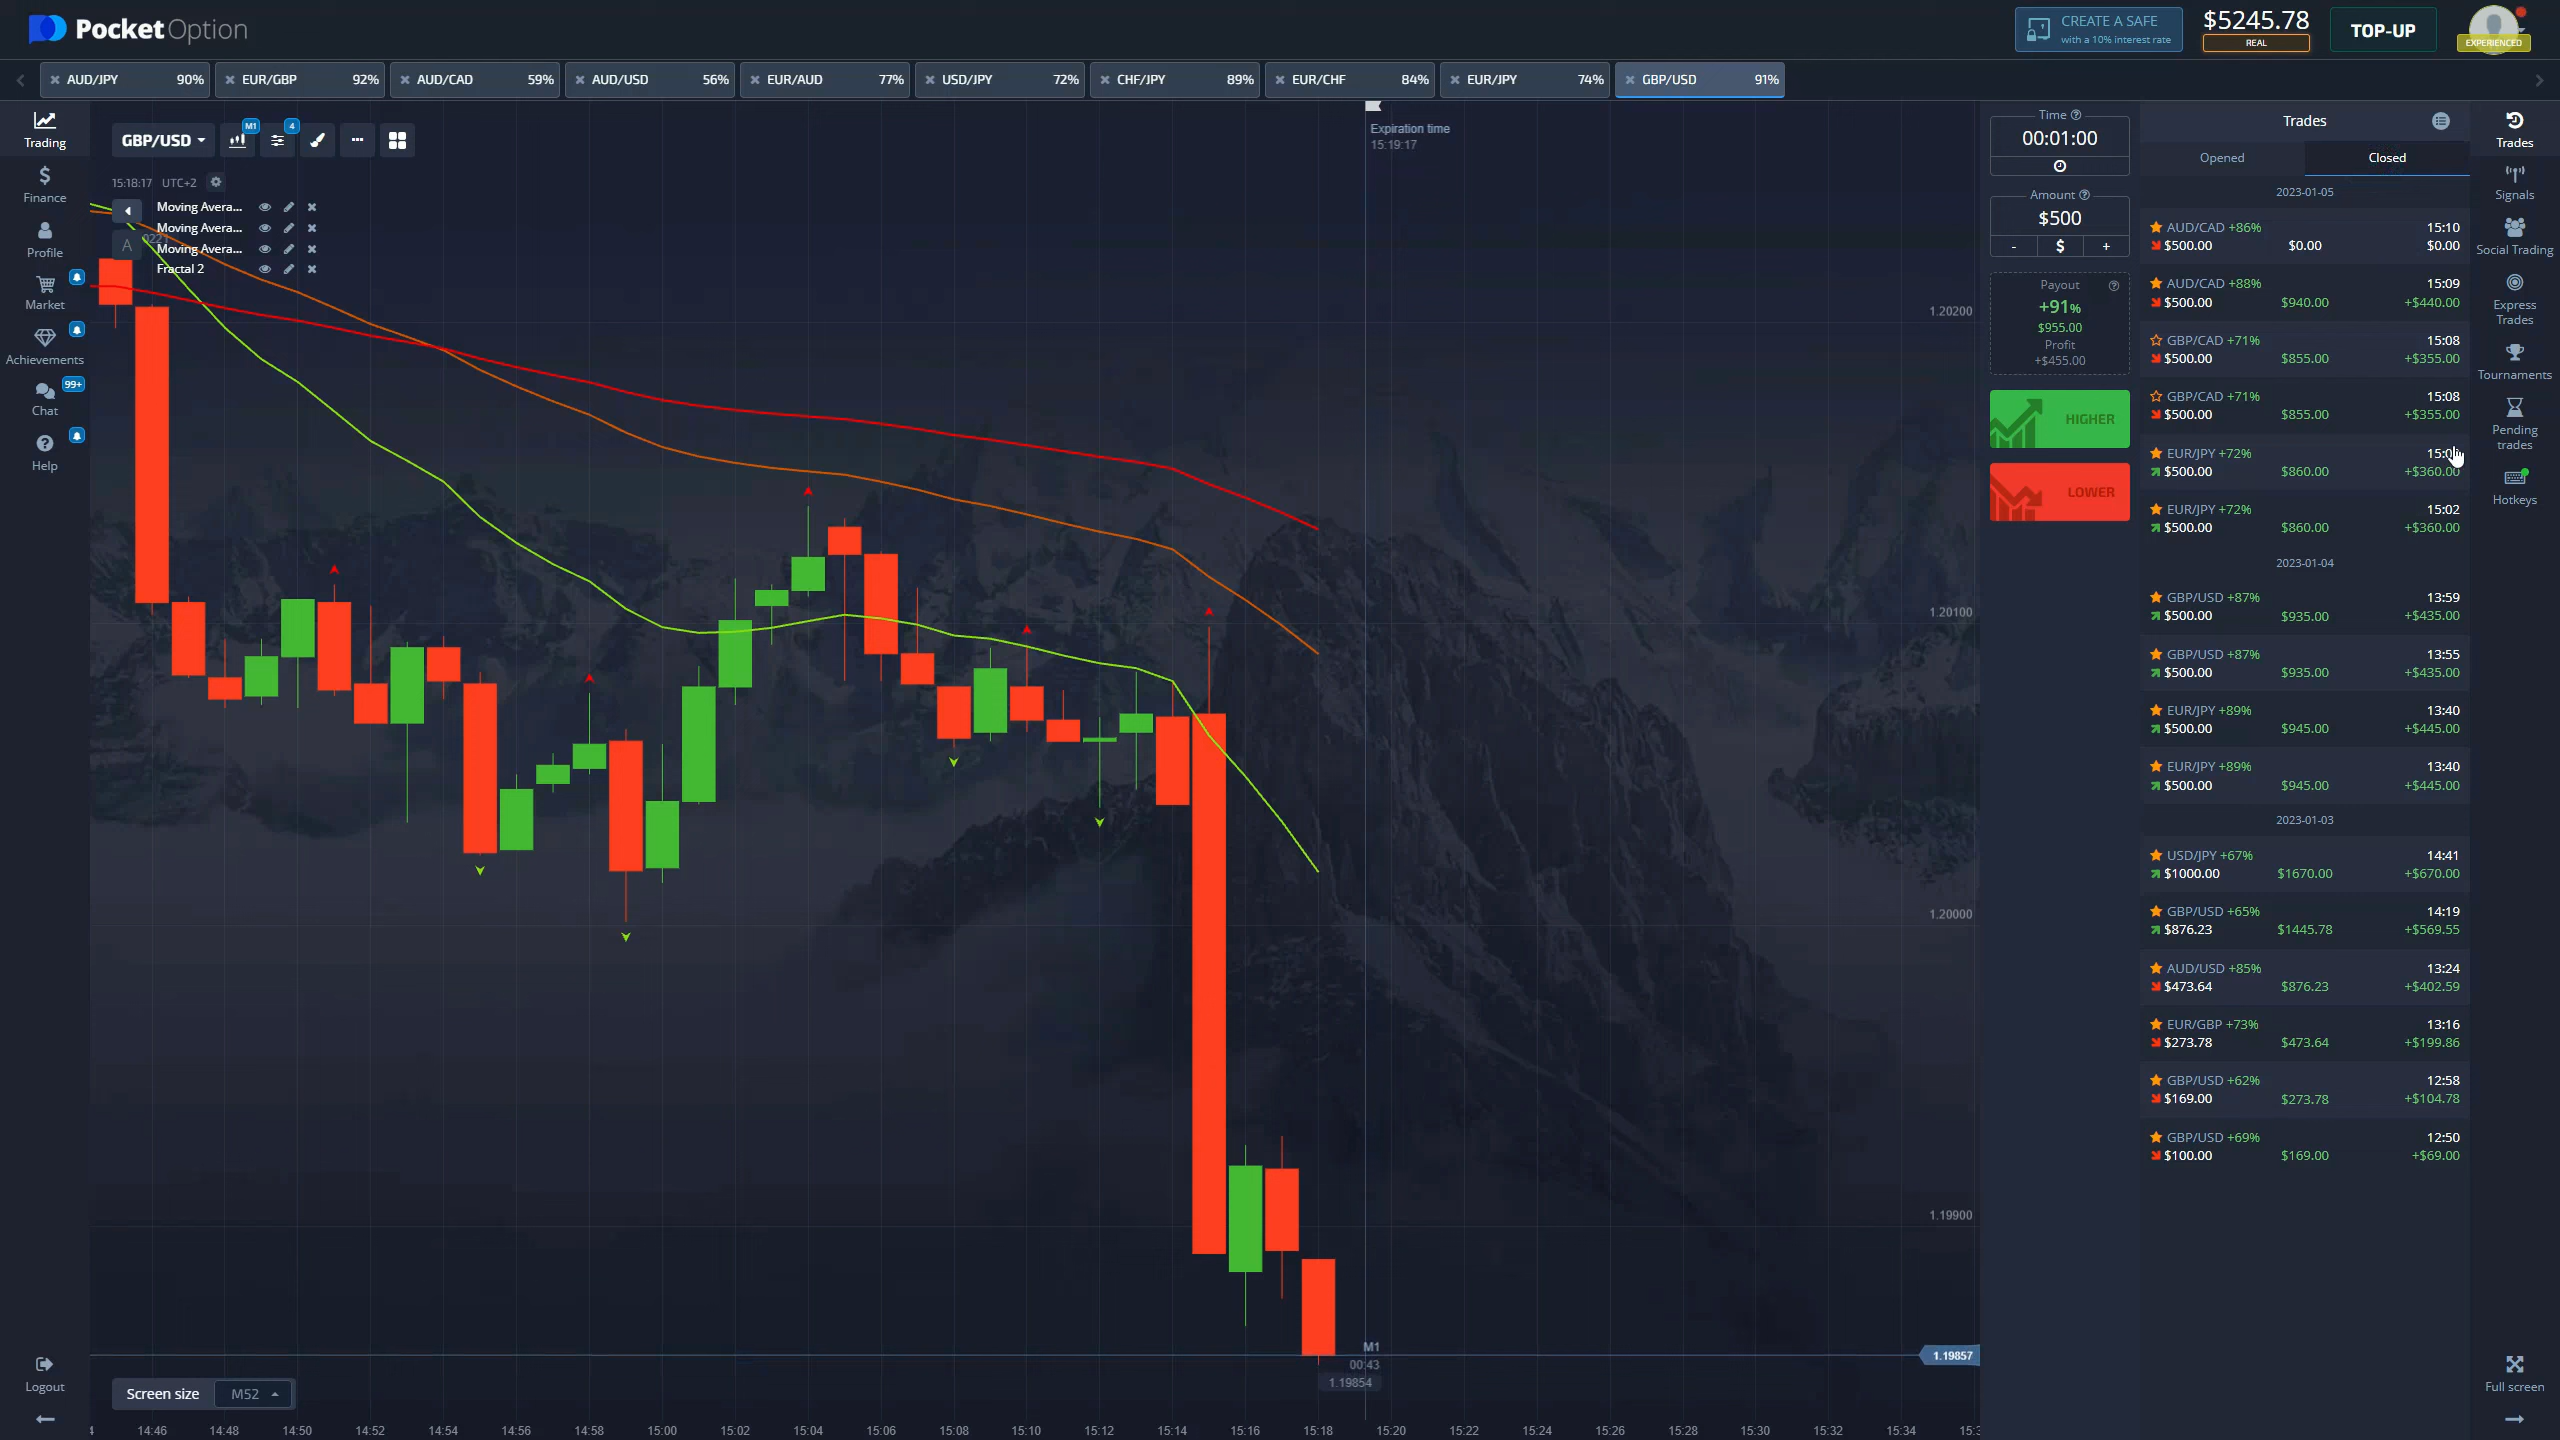 PocketOption
CREATE A SAFE
with a 10% interest rate
$5245.78
REAL
TOP-UP
EXPERIENCED
AUD/JPY 90%
EUR/GBP 92%
AUD/CAD 59%
AUD/USD 56%
EUR/AUD 77%
USD/JPY 72%
CHF/JPY 89%
EUR/CHF 84%
EUR/JPY 74%
GBP/USD 91%
Trading
Finance
Profile
Market
Achievements
99+
Chat
Help
Logout
GBP/USD
M1
4
15:18:17 UTC+2
Moving Avera...
Moving Avera...
Moving Avera...
Fractal 2
A
Expiration time
15:19:17
1.20200
1.20100
1.20000
1.19900
1.19857
M1
00:43
1.19854
Screen size M52
14:46 14:48 14:50 14:52 14:54 14:56 14:58 15:00 15:02 15:04 15:06 15:08 15:10 15:12 15:14 15:16 15:18 15:20 15:22 15:24 15:26 15:28 15:30 15:32 15:34
Time
00:01:00
Amount
$500
- $ +
Payout
+91%
$955.00
Profit
+$455.00
HIGHER
LOWER
Trades
Opened Closed
2023-01-05
AUD/CAD +86% 15:10
$500.00 $0.00 $0.00
AUD/CAD +88% 15:09
$500.00 $940.00 +$440.00
GBP/CAD +71% 15:08
$500.00 $855.00 +$355.00
GBP/CAD +71% 15:08
$500.00 $855.00 +$355.00
EUR/JPY +72%
$500.00 $860.00 +$360.00
EUR/JPY +72% 15:02
$500.00 $860.00 +$360.00
2023-01-04
GBP/USD +87% 13:59
$500.00 $935.00 +$435.00
GBP/USD +87% 13:55
$500.00 $935.00 +$435.00
EUR/JPY +89% 13:40
$500.00 $945.00 +$445.00
EUR/JPY +89% 13:40
$500.00 $945.00 +$445.00
2023-01-03
USD/JPY +67% 14:41
$1000.00 $1670.00 +$670.00
GBP/USD +65% 14:19
$876.23 $1445.78 +$569.55
AUD/USD +85% 13:24
$473.64 $876.23 +$402.59
EUR/GBP +73% 13:16
$273.78 $473.64 +$199.86
GBP/USD +62% 12:58
$169.00 $273.78 +$104.78
GBP/USD +69% 12:50
$100.00 $169.00 +$69.00
Trades
Signals
Social Trading
Express
Trades
Tournaments
Pending
trades
Hotkeys
Full screen